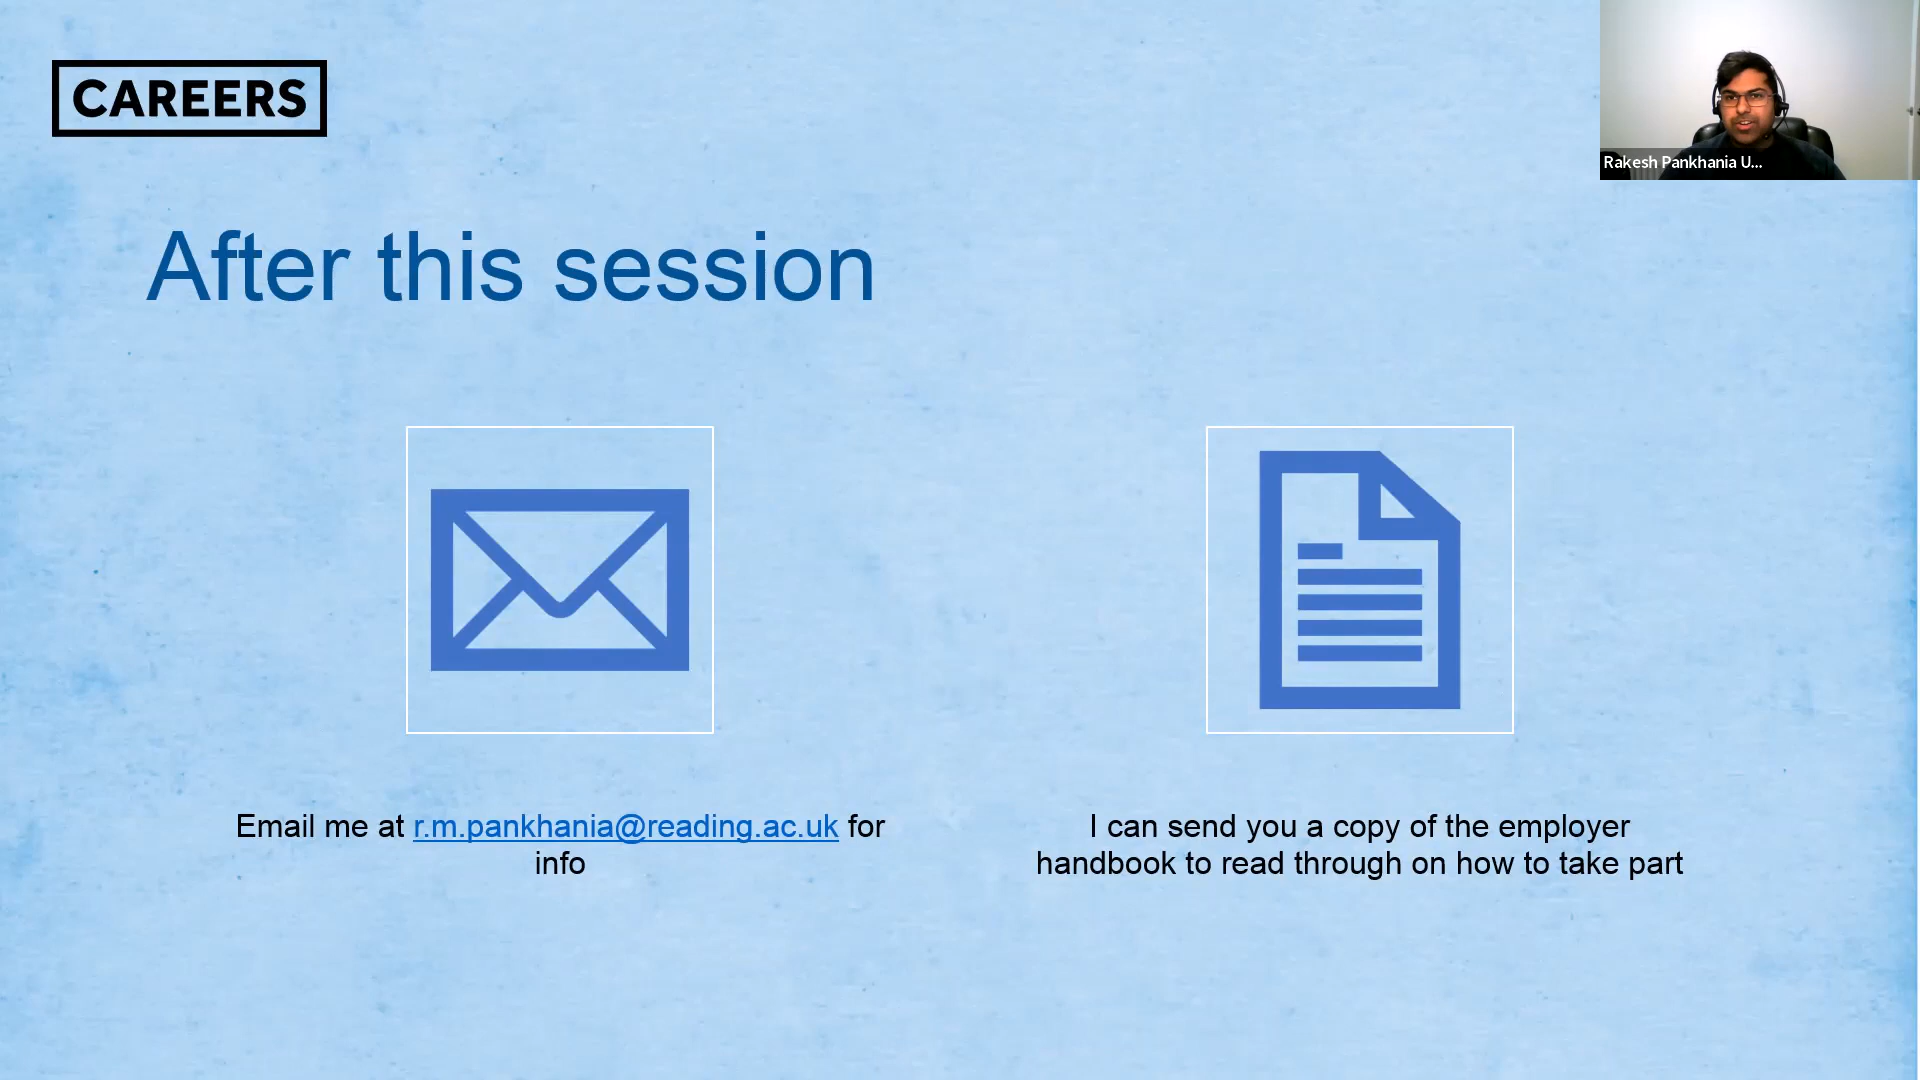 CAREERS
Rakesh Pankhania U...
After this session
Email me at r.m.pankhania@reading.ac.uk for
info
I can send you a copy of the employer
handbook to read through on how to take part